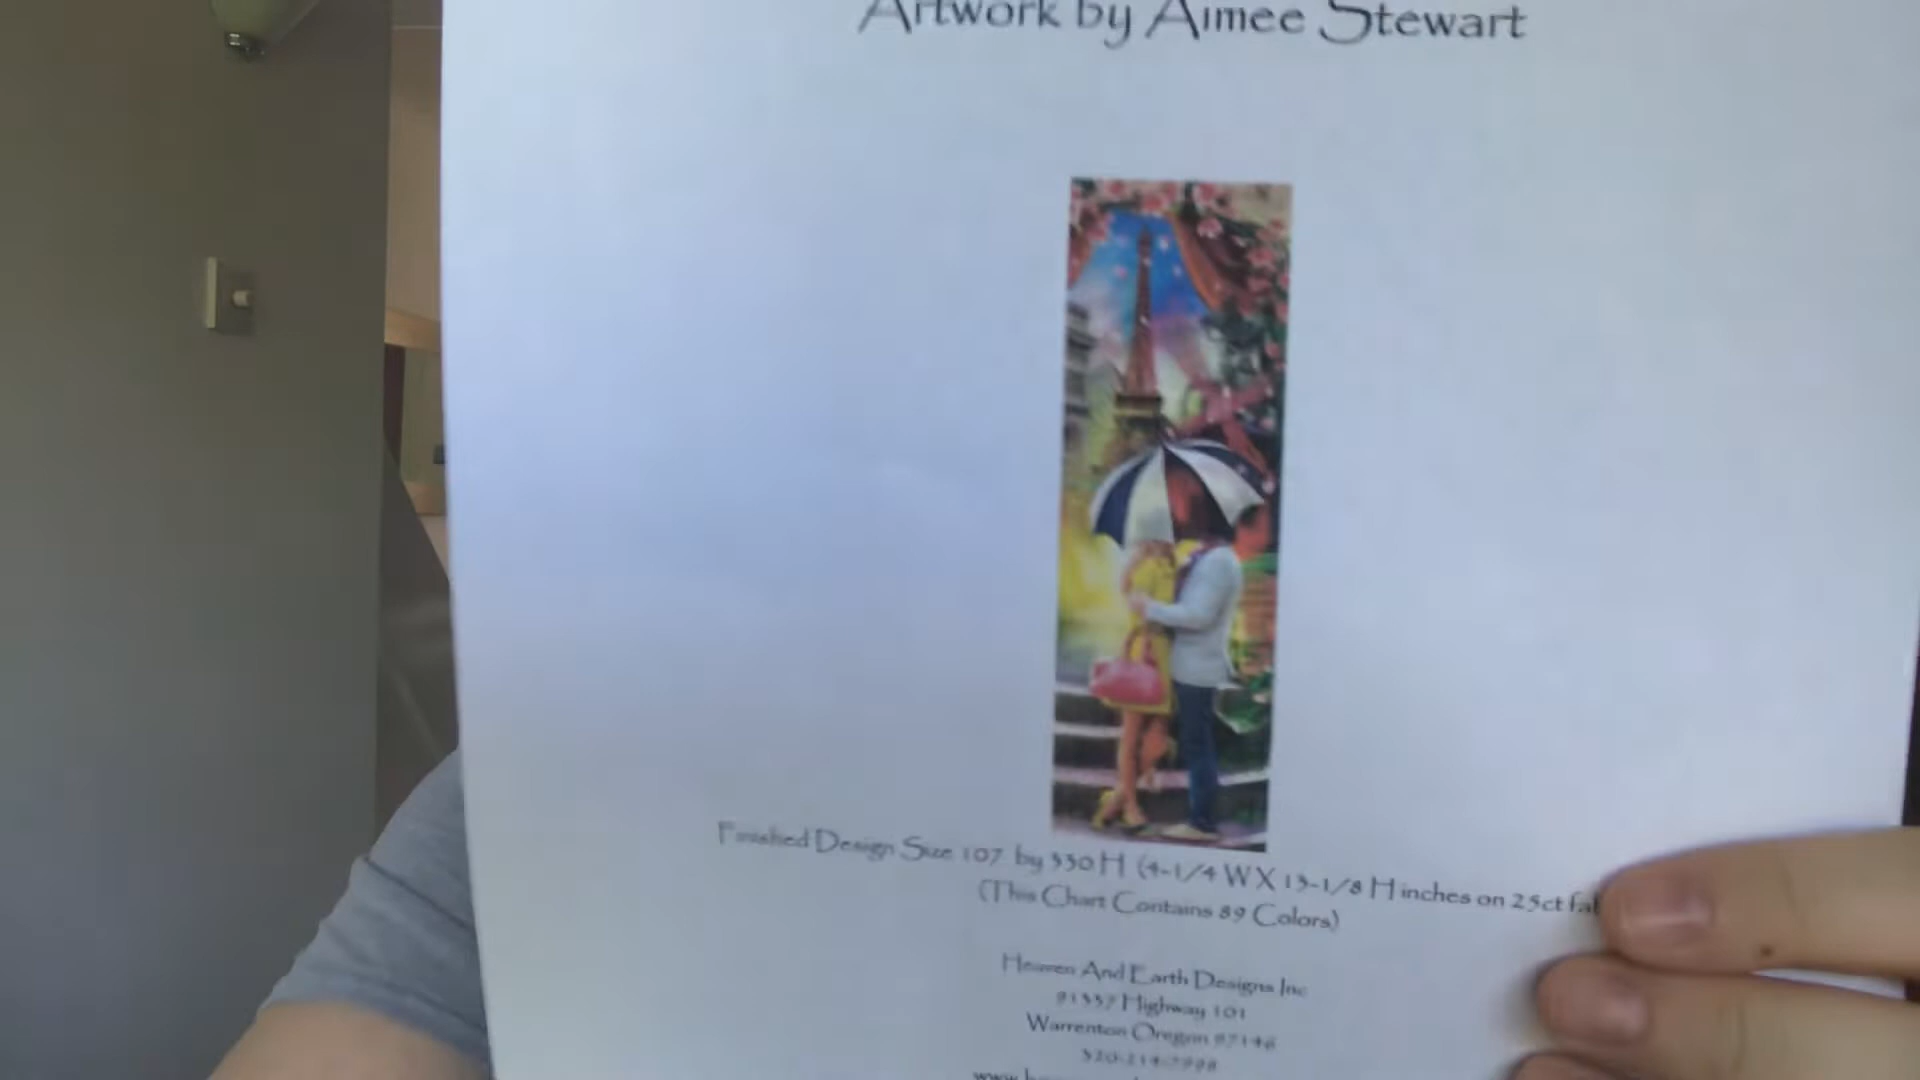 Artwork by Aimee Stewart
Finished Design Size 107 by 330 H (4-1/4 W X 13-1/8 H inches on 25ct fa
(This Chart Contains 89 Colors)
Heaven And Earth Designs Inc
91337 Highway 101
Warrenton Oregon 97146